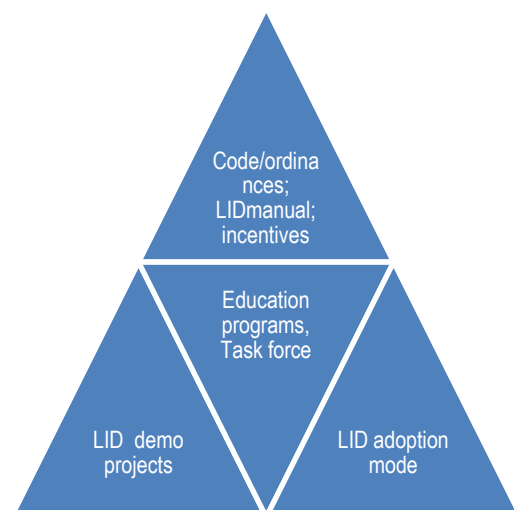 Code/ordina
nces;
LIDmanual;
incentives
Education
programs,
Task force
LID demo
projects
LID adoption
mode